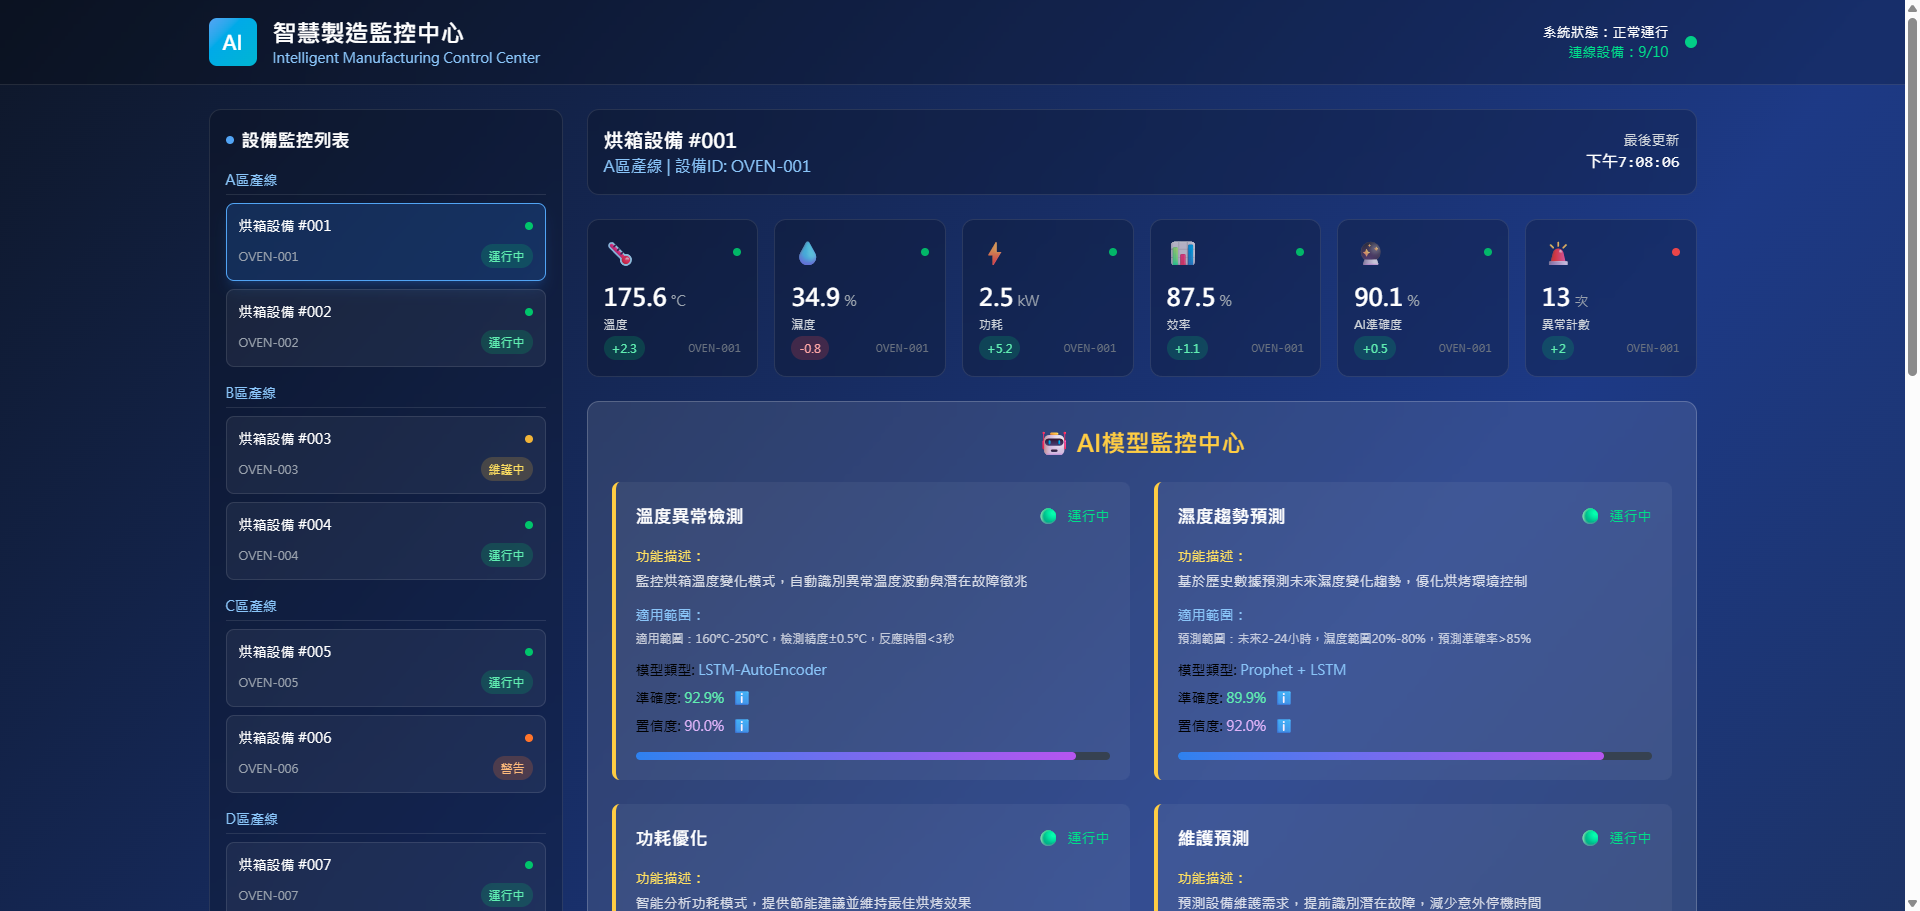 AI
智慧製造監控中心
Intelligent Manufacturing Control Center
系統狀態：正常運行
連線設備：9/10
設備監控列表
A區產線
烘箱設備 #001
OVEN-001
運行中
烘箱設備 #002
OVEN-002
運行中
B區產線
烘箱設備 #003
OVEN-003
維護中
烘箱設備 #004
OVEN-004
運行中
C區產線
烘箱設備 #005
OVEN-005
運行中
烘箱設備 #006
OVEN-006
警告
D區產線
烘箱設備 #007
OVEN-007
運行中
烘箱設備 #001
A區產線 | 設備ID: OVEN-001
最後更新
下午7:08:06
175.6 °C
溫度
+2.3 OVEN-001
34.9 %
濕度
-0.8 OVEN-001
2.5 kW
功耗
+5.2 OVEN-001
87.5 %
效率
+1.1 OVEN-001
90.1 %
AI準確度
+0.5 OVEN-001
13 次
異常計數
+2 OVEN-001
AI模型監控中心
溫度異常檢測
運行中
功能描述：
監控烘箱溫度變化模式，自動識別異常溫度波動與潛在故障徵兆
適用範圍：
適用範圍：160°C-250°C，檢測精度±0.5°C，反應時間<3秒
模型類型: LSTM-AutoEncoder
準確度: 92.9%
置信度: 90.0%
濕度趨勢預測
運行中
功能描述：
基於歷史數據預測未來濕度變化趨勢，優化烘烤環境控制
適用範圍：
預測範圍：未來2-24小時，濕度範圍20%-80%，預測準確率>85%
模型類型: Prophet + LSTM
準確度: 89.9%
置信度: 92.0%
功耗優化
運行中
功能描述：
智能分析功耗模式，提供節能建議並維持最佳烘烤效果
維護預測
運行中
功能描述：
預測設備維護需求，提前識別潛在故障，減少意外停機時間